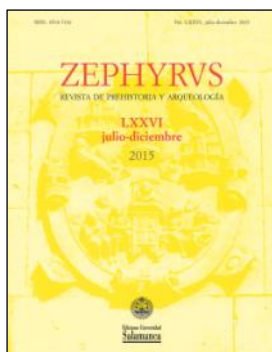 ZEPHYRVS
REVISTA DE PREHISTORIA Y ARQUEOLOGÍA
LXXVI
julio-diciembre
2015
Ediciones Universidad
Salamanca